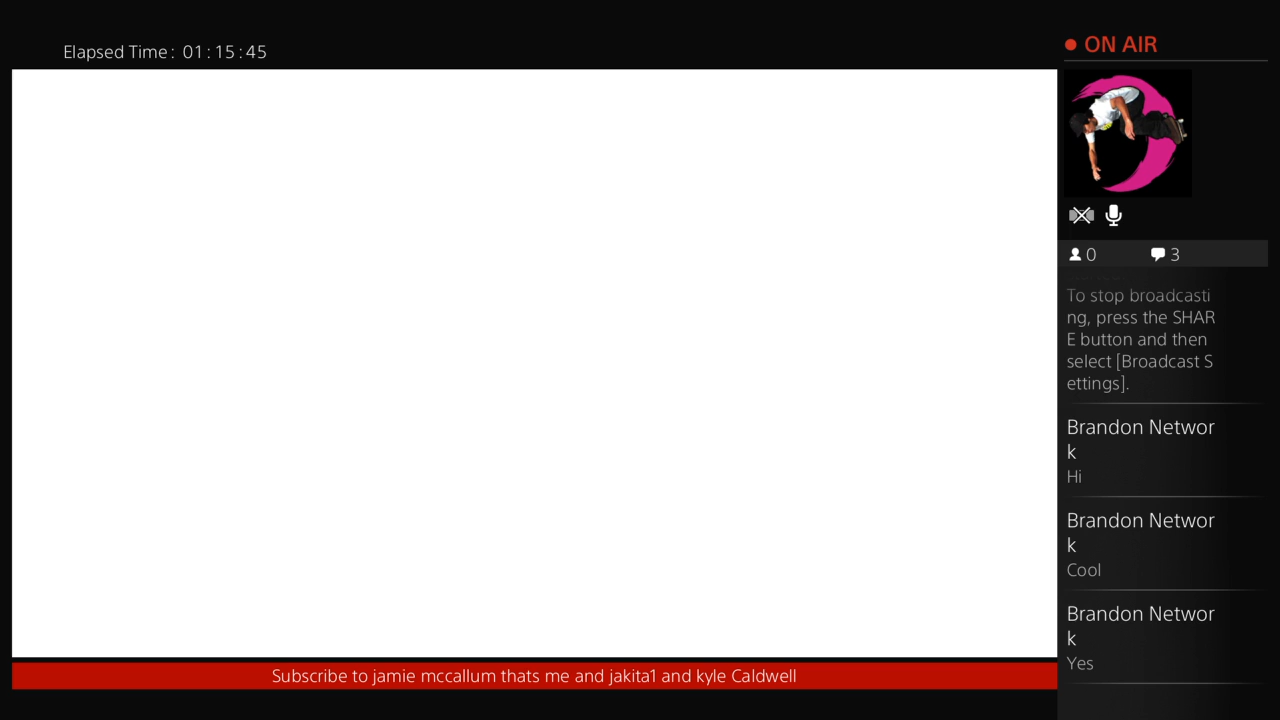 Elapsed Time: 01:15:45
ON AIR
0 3
To stop broadcasti
ng, press the SHAR
E button and then
select [Broadcast S
ettings].
Brandon Networ
k
Hi
Brandon Networ
k
Cool
Brandon Networ
k
Yes
Subscribe to jamie mccallum thats me and jakita1 and kyle Caldwell